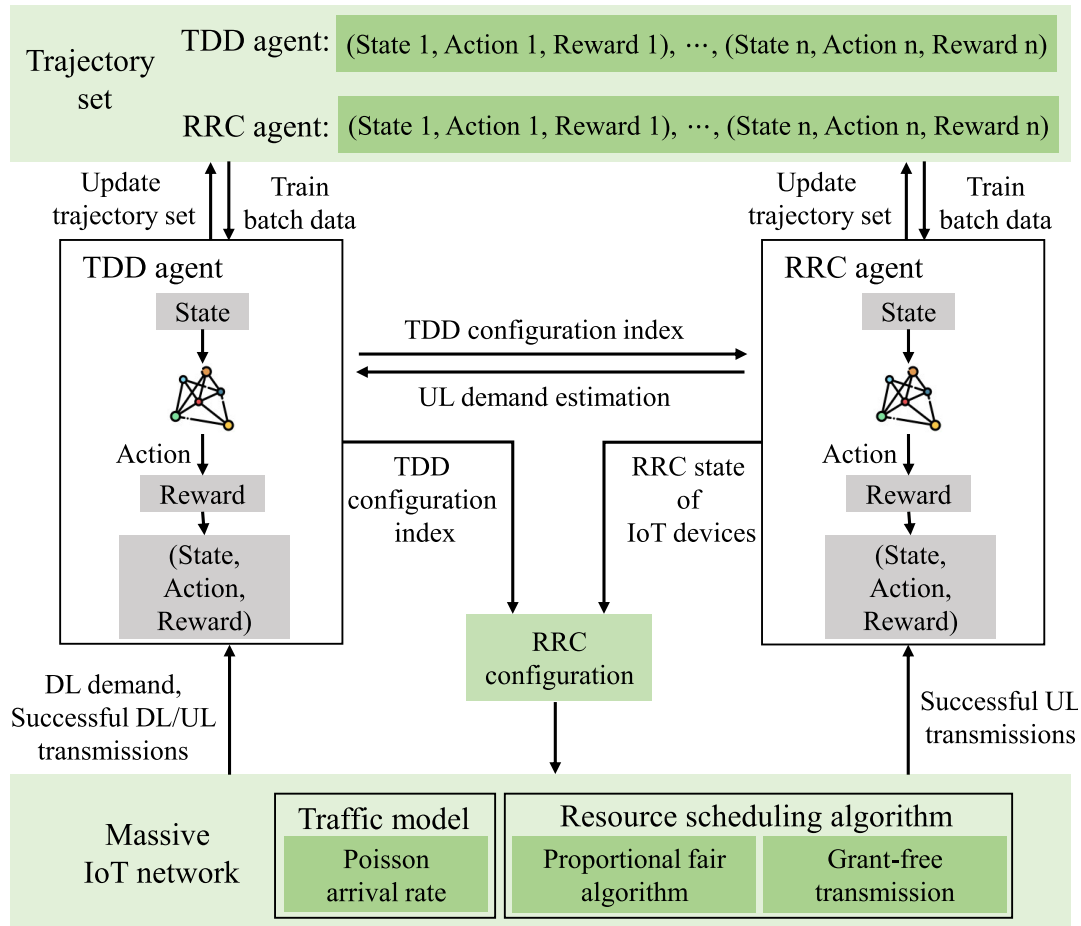 Trajectory
set
TDD agent:
(State 1, Action 1, Reward 1), ···, (State n, Action n, Reward n)
RRC agent:
(State 1, Action 1, Reward 1), ···, (State n, Action n, Reward n)
Update
trajectory set
Train
batch data
Update
trajectory set
Train
batch data
TDD agent
State
Action
Reward
(State,
Action,
Reward)
TDD configuration index
UL demand estimation
TDD
configuration
index
RRC state
of
IoT devices
RRC agent
State
Action
Reward
(State,
Action,
Reward)
RRC
configuration
DL demand,
Successful DL/UL
transmissions
Successful UL
transmissions
Massive
IoT network
Traffic model
Poisson
arrival rate
Resource scheduling algorithm
Proportional fair
algorithm
Grant-free
transmission